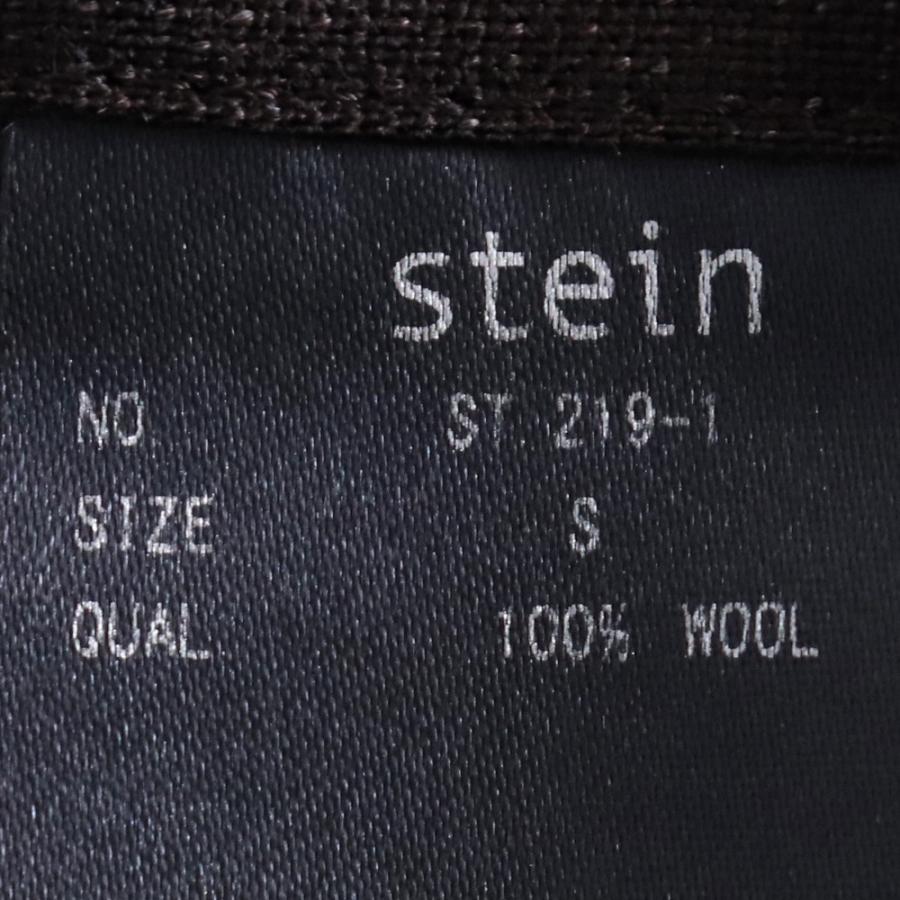 stein
NO ST 219-1
SIZE S
QUAL 100% WOOL